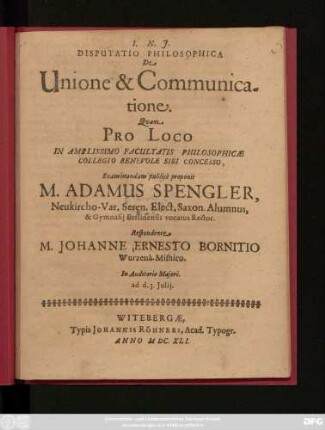 I. N. J.
DISPUTATIO PHILOSOPHICA
De
Unione & Communica-
tione.
Quam
PRO LOCO
IN AMPLISSIMO FACULTATIS PHILOSOPHICÆ
COLLEGIO BENEVOLE SIBI CONCESSO,
Examinandam publicè proponit
M. ADAMUS SPENGLER,
Neukircho-Var. Seren. Elect. Saxon. Alumnus,
& Gymnasij vocatus Rector.
Respondente
M. JOHANNE ERNESTO BORNITIO
Wurzenâ-Misnico.
In Auditorio Majori.
ad d. 3. Julij.
WITEBERGÆ,
Typis JOHANNIS RÖHNERI, Acad. Typogr.
ANNO M DC. XLI.